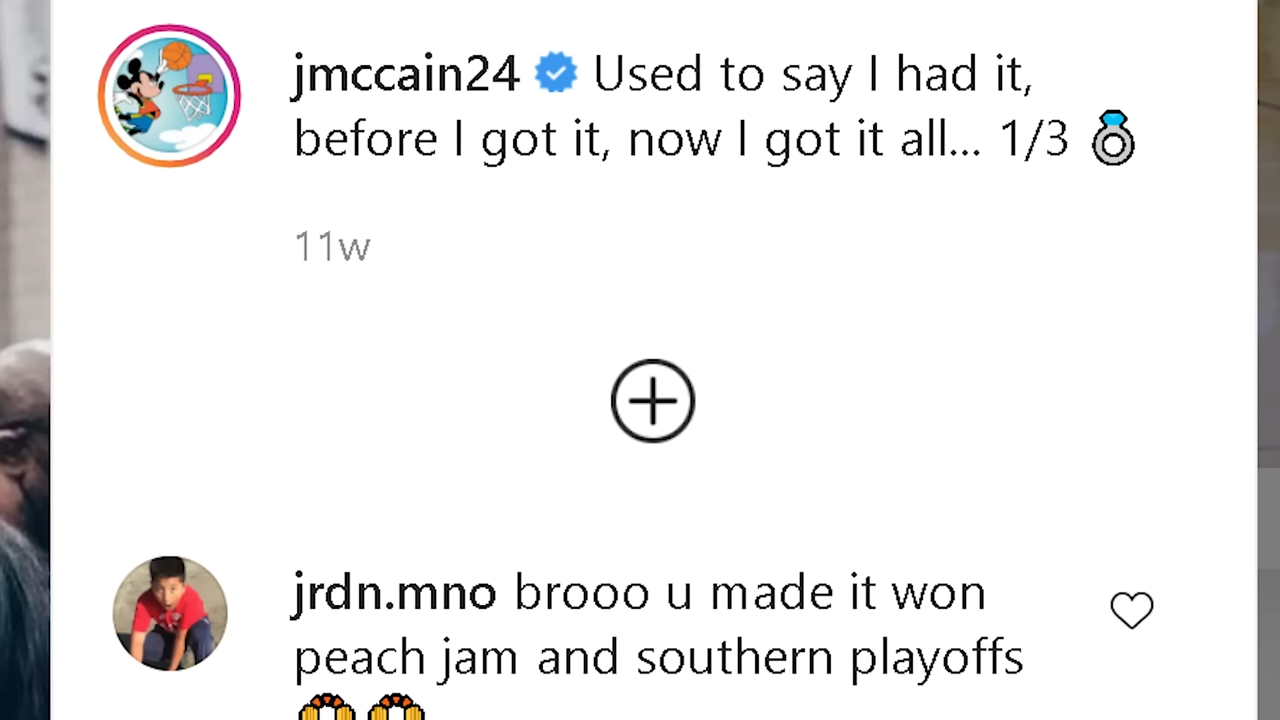 jmccain24 Used to say I had it,
before I got it, now I got it all... 1/3 💍
11w
jrdn.mno brooo u made it won
peach jam and southern playoffs
🙌🙌